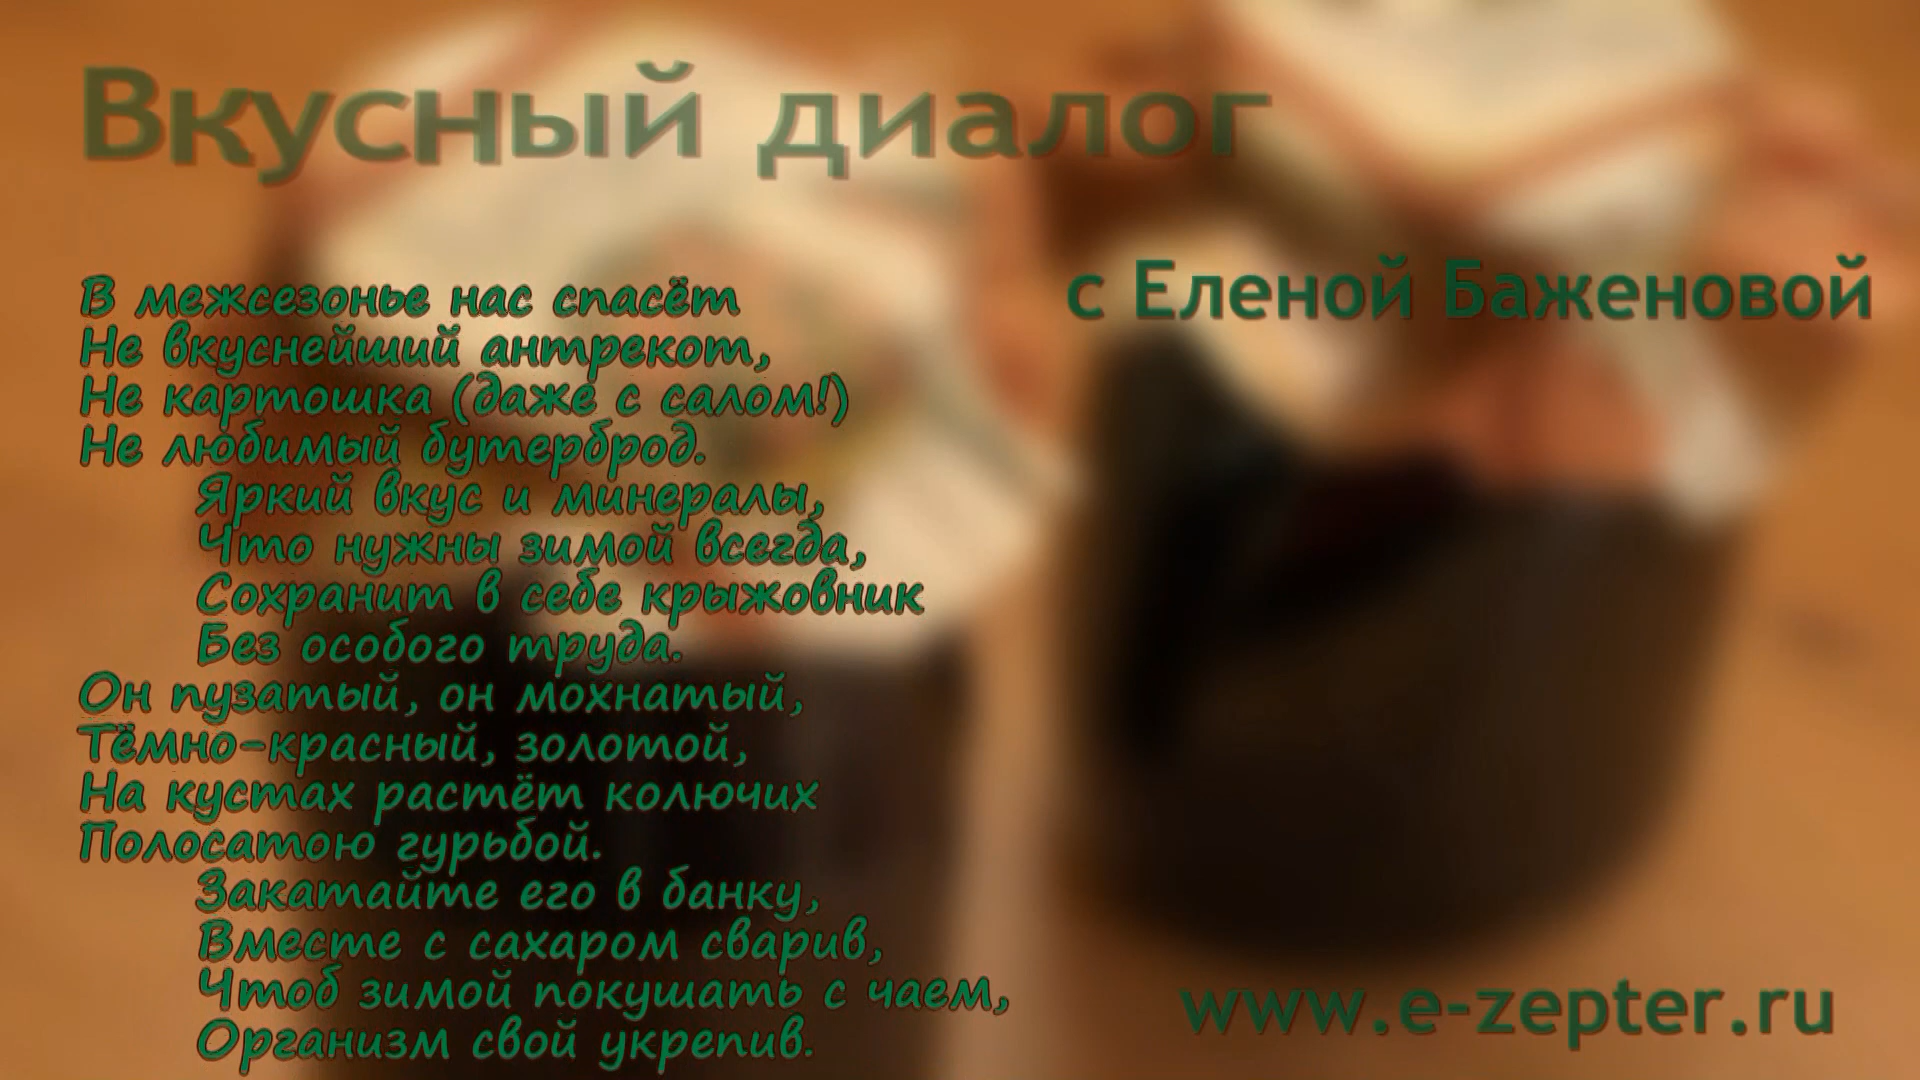 Вкусный диалог
с Еленой Баженовой
В межсезонье нас спасёт
Не вкуснейший антрекот,
Не картошка (даже с салом!)
Не любимый бутерброд.
Яркий вкус и минералы,
Что нужны зимой всегда,
Сохранит в себе крыжовник
Без особого труда.
Он пузатый, он мохнатый,
Тёмно-красный, золотой,
На кустах растёт колючих
Полосатою гурьбой.
Закатайте его в банку,
Вместе с сахаром сварив,
Чтоб зимой покушать с чаем,
Организм свой укрепив.
www.e-zepter.ru